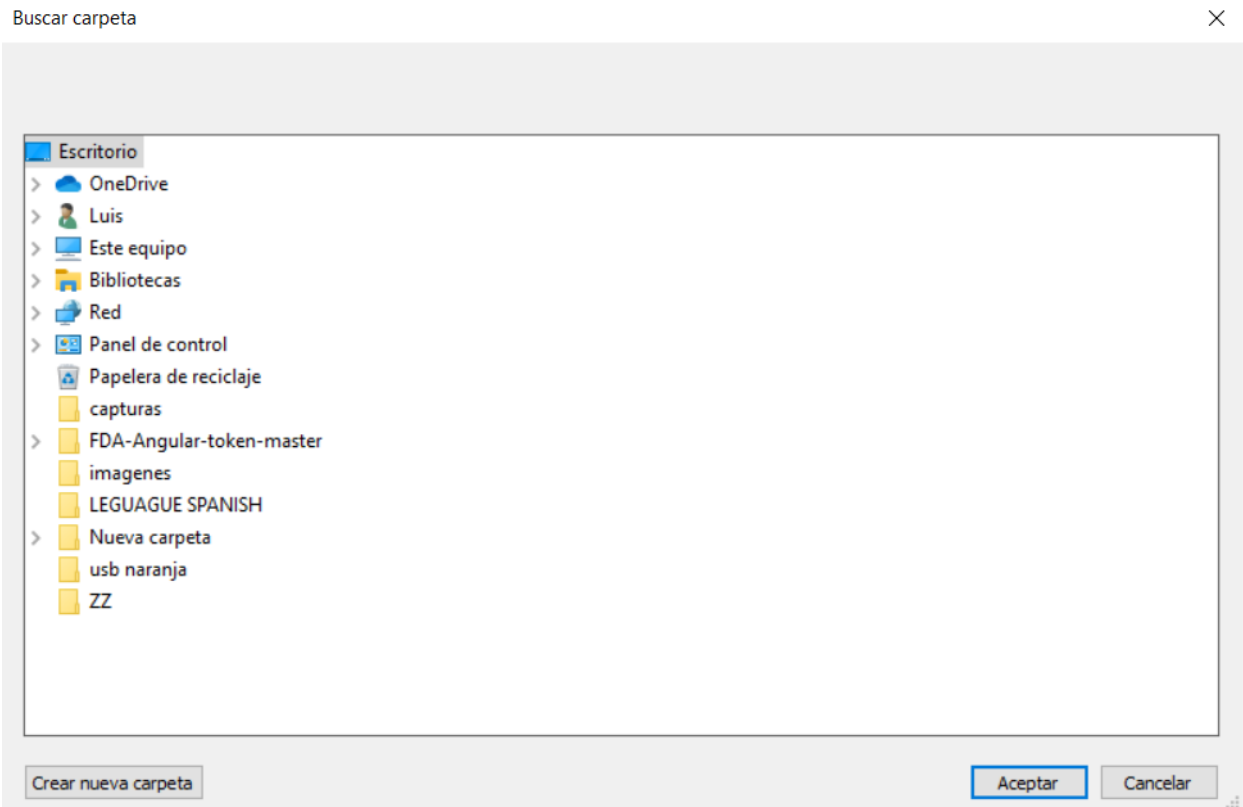 Buscar carpeta
Escritorio
OneDrive
Luis
Este equipo
Bibliotecas
Red
Panel de control
Papelera de reciclaje
capturas
FDA-Angular-token-master
imagenes
LEGUAGUE SPANISH
Nueva carpeta
usb naranja
ZZ
Crear nueva carpeta
Aceptar
Cancelar